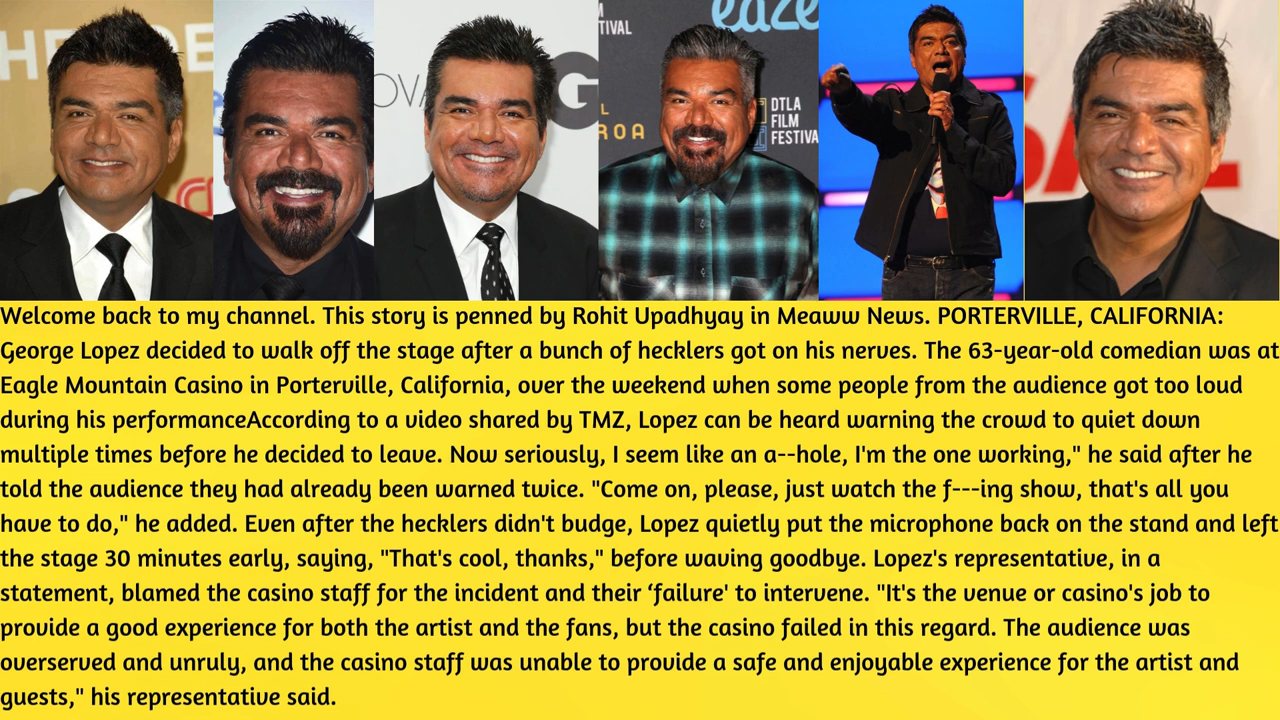 HE
E
C
OVA
G
M
TIVAL
eaze
L
ROA
DTLA
FILM
FESTIVA
Welcome back to my channel. This story is penned by Rohit Upadhyay in Meaww News. PORTERVILLE, CALIFORNIA:
George Lopez decided to walk off the stage after a bunch of hecklers got on his nerves. The 63-year-old comedian was at
Eagle Mountain Casino in Porterville, California, over the weekend when some people from the audience got too loud
during his performanceAccording to a video shared by TMZ, Lopez can be heard warning the crowd to quiet down
multiple times before he decided to leave. Now seriously, I seem like an a--hole, I'm the one working," he said after he
told the audience they had already been warned twice. "Come on, please, just watch the f---ing show, that's all you
have to do," he added. Even after the hecklers didn't budge, Lopez quietly put the microphone back on the stand and left
the stage 30 minutes early, saying, "That's cool, thanks," before waving goodbye. Lopez's representative, in a
statement, blamed the casino staff for the incident and their ‘failure' to intervene. "It's the venue or casino's job to
provide a good experience for both the artist and the fans, but the casino failed in this regard. The audience was
overserved and unruly, and the casino staff was unable to provide a safe and enjoyable experience for the artist and
guests," his representative said.